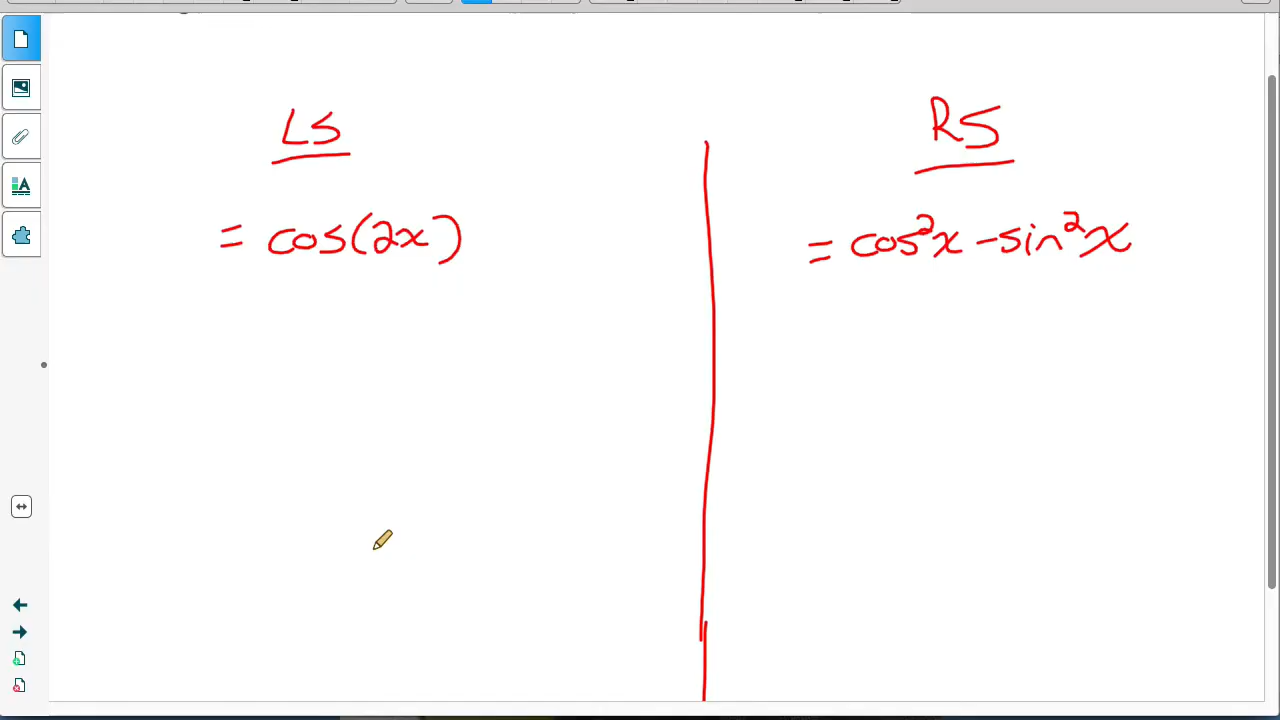 LS
RS
= cos(2x)
= cos²x - sin²x